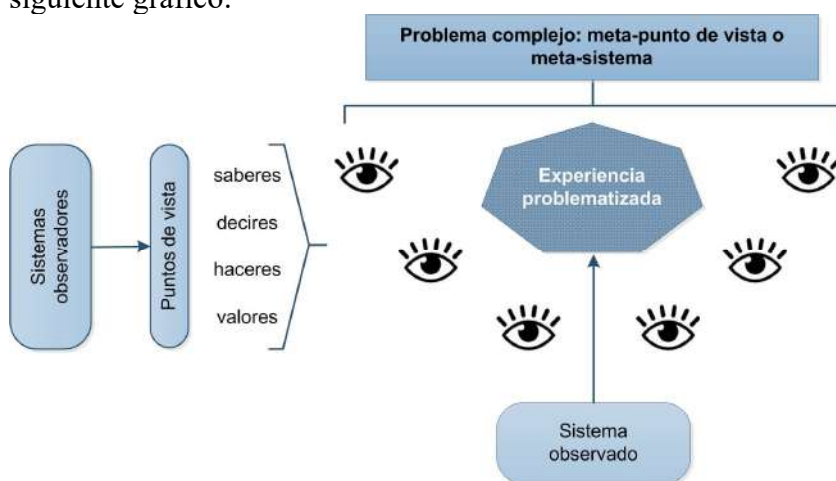 siguiente gráfico:
Problema complejo: meta-punto de vista o
meta-sistema
Sistemas
observadores
Puntos de vista
saberes
decires
haceres
valores
Experiencia
problematizada
Sistema
observado